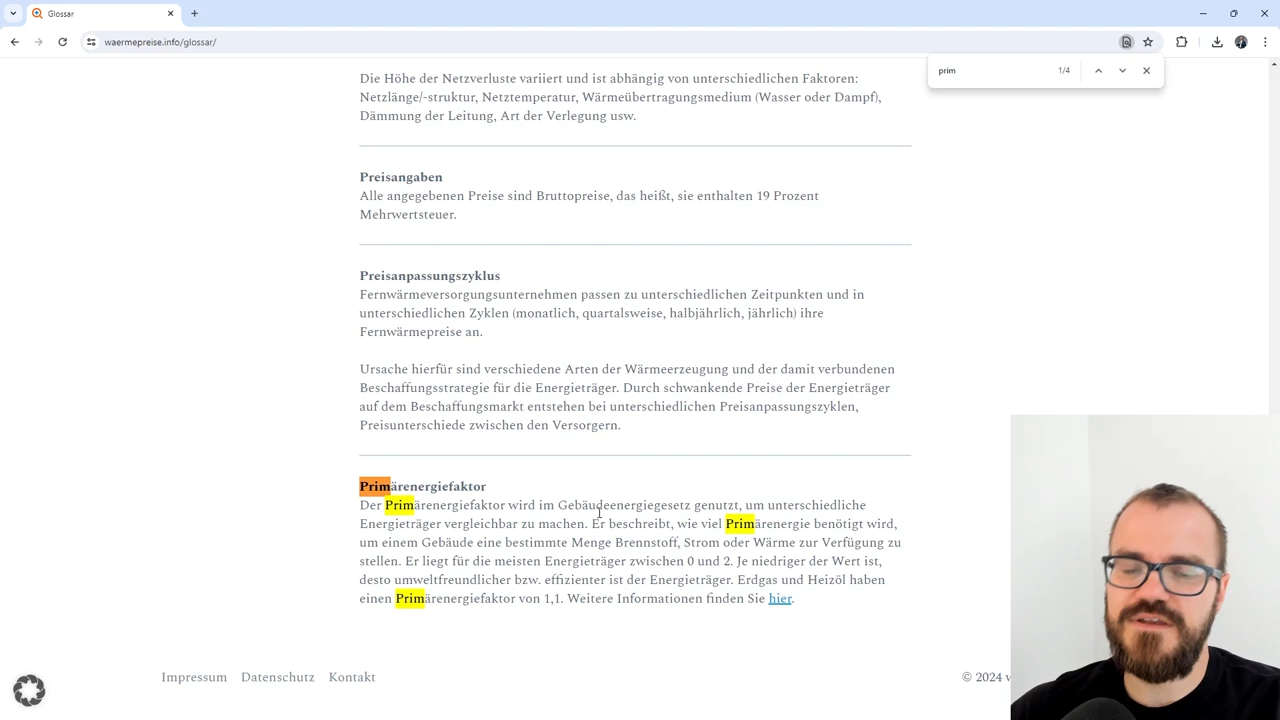 Glossar
waermepreise.info/glossar/
prim
1/4
Die Höhe der Netzverluste variiert und ist abhängig von unterschiedlichen Faktoren:
Netzlänge/-struktur, Netztemperatur, Wärmeübertragungsmedium (Wasser oder Dampf),
Dämmung der Leitung, Art der Verlegung usw.
Preisangaben
Alle angegebenen Preise sind Bruttopreise, das heißt, sie enthalten 19 Prozent
Mehrwertsteuer.
Preisanpassungszyklus
Fernwärmeversorgungsunternehmen passen zu unterschiedlichen Zeitpunkten und in
unterschiedlichen Zyklen (monatlich, quartalsweise, halbjährlich, jährlich) ihre
Fernwärmepreise an.
Ursache hierfür sind verschiedene Arten der Wärmeerzeugung und der damit verbundenen
Beschaffungsstrategie für die Energieträger. Durch schwankende Preise der Energieträger
auf dem Beschaffungsmarkt entstehen bei unterschiedlichen Preisanpassungszyklen,
Preisunterschiede zwischen den Versorgern.
Primärenergiefaktor
Der Primärenergiefaktor wird im Gebäudeenergiegesetz genutzt, um unterschiedliche
Energieträger vergleichbar zu machen. Er beschreibt, wie viel Primärenergie benötigt wird,
um einem Gebäude eine bestimmte Menge Brennstoff, Strom oder Wärme zur Verfügung zu
stellen. Er liegt für die meisten Energieträger zwischen 0 und 2. Je niedriger der Wert ist,
desto umweltfreundlicher bzw. effizienter ist der Energieträger. Erdgas und Heizöl haben
einen Primärenergiefaktor von 1,1. Weitere Informationen finden Sie hier.
Impressum Datenschutz Kontakt
© 2024